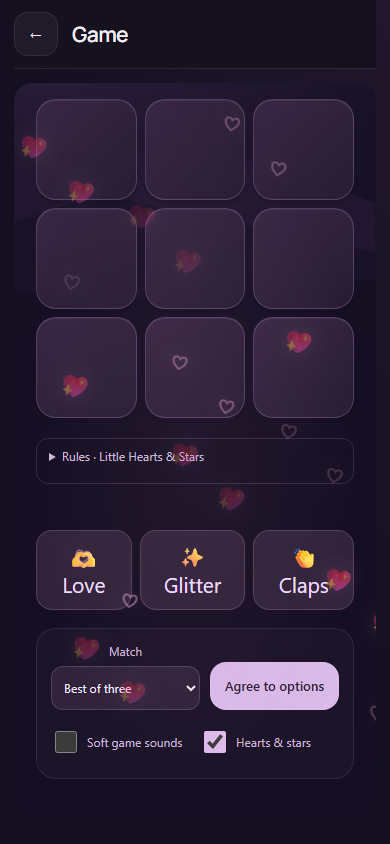 ← Game
▶ Rules · Little Hearts & Stars
Love
Glitter
Claps
Match
Best of three
Agree to options
Soft game sounds
Hearts & stars